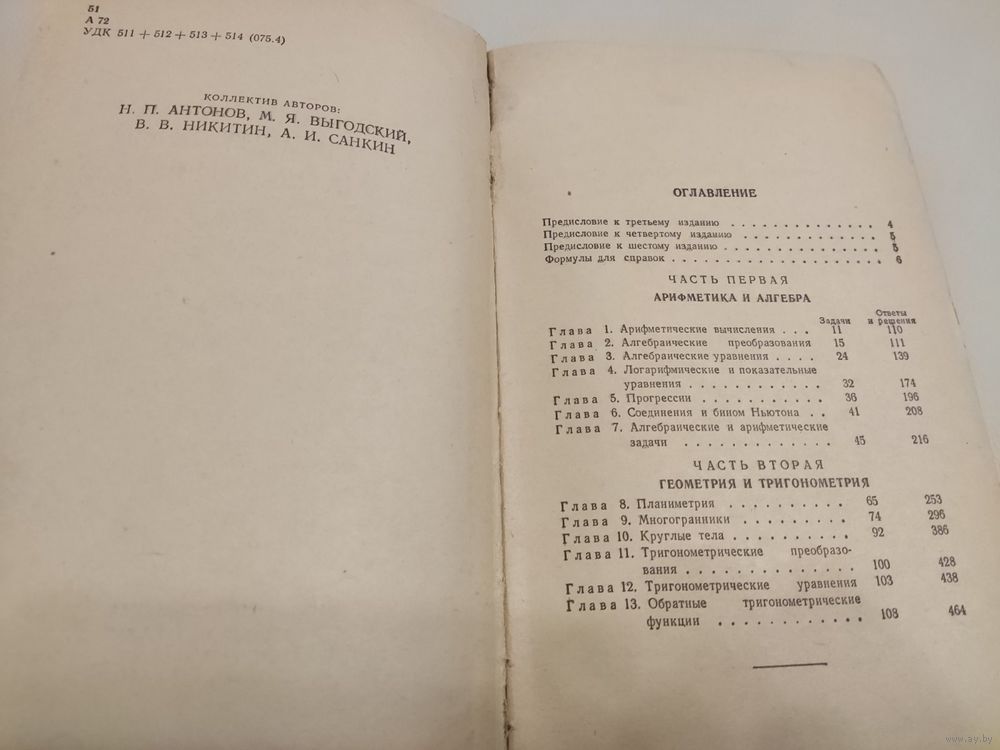 51
А 72
УДК 511 + 512 + 513 + 514 (075.4)
КОЛЛЕКТИВ АВТОРОВ:
Н. П. АНТОНОВ, М. Я. ВЫГОДСКИЙ,
В. В. НИКИТИН, А. И. САНКИН
ОГЛАВЛЕНИЕ
Предисловие к третьему изданию . . . . . . . . . . . . . . 4
Предисловие к четвертому изданию . . . . . . . . . . . . . 5
Предисловие к шестому изданию . . . . . . . . . . . . . . 5
Формулы для справок . . . . . . . . . . . . . . . . . . . . 6
ЧАСТЬ ПЕРВАЯ
АРИФМЕТИКА И АЛГЕБРА
Задачи Ответы и решения
Глава 1. Арифметические вычисления . . . 11 110
Глава 2. Алгебраические преобразования 15 111
Глава 3. Алгебраические уравнения . . . . 24 139
Глава 4. Логарифмические и показательные
уравнения . . . . . . . . . . . . 32 174
Глава 5. Прогрессии . . . . . . . . . . . 36 196
Глава 6. Соединения и бином Ньютона . . 41 208
Глава 7. Алгебраические и арифметические
задачи . . . . . . . . . . . . 45 216
ЧАСТЬ ВТОРАЯ
ГЕОМЕТРИЯ И ТРИГОНОМЕТРИЯ
Глава 8. Планиметрия . . . . . . . . . . 65 253
Глава 9. Многогранники . . . . . . . . . 74 296
Глава 10. Круглые тела . . . . . . . . . . 92 386
Глава 11. Тригонометрические преобразо-
вания . . . . . . . . . . . . . . 100 428
Глава 12. Тригонометрические уравнения 103 438
Глава 13. Обратные тригонометрические
функции . . . . . . . . . . . . 108 464
www.ay.by